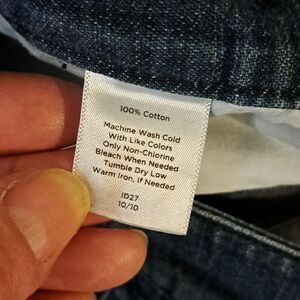 100% Cotton
Machine Wash Cold
With Like Colors
Only Non-Chlorine
Bleach When Needed
Tumble Dry Low
Warm Iron, if Needed
ID27
10/10